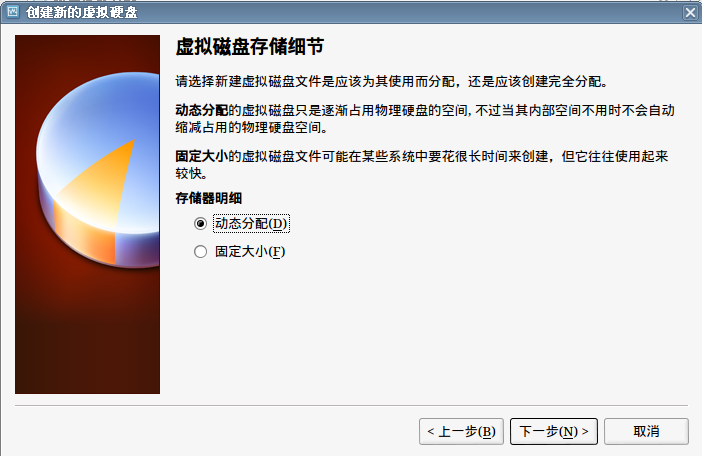 创建新的虚拟硬盘
虚拟磁盘存储细节
请选择新建虚拟磁盘文件是应该为其使用而分配，还是应该创建完全分配。
动态分配的虚拟磁盘只是逐渐占用物理硬盘的空间, 不过当其内部空间不用时不会自动
缩减占用的物理硬盘空间。
固定大小的虚拟磁盘文件可能在某些系统中要花很长时间来创建，但它往往使用起来
较快。
存储器明细
动态分配(D)
固定大小(F)
< 上一步(B)
下一步(N) >
取消